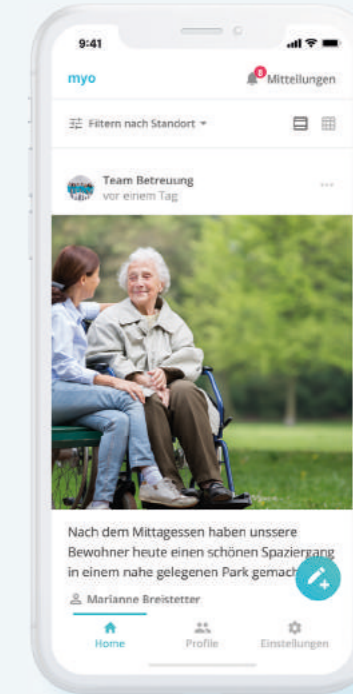 9:41
myo
8 Mitteilungen
Filtern nach Standort
Team Betreuung
vor einem Tag
Nach dem Mittagessen haben unssere
Bewohner heute einen schönen Spaziergang
in einem nahe gelegenen Park gemach
Marianne Breistetter
Home Profile Einstellungen